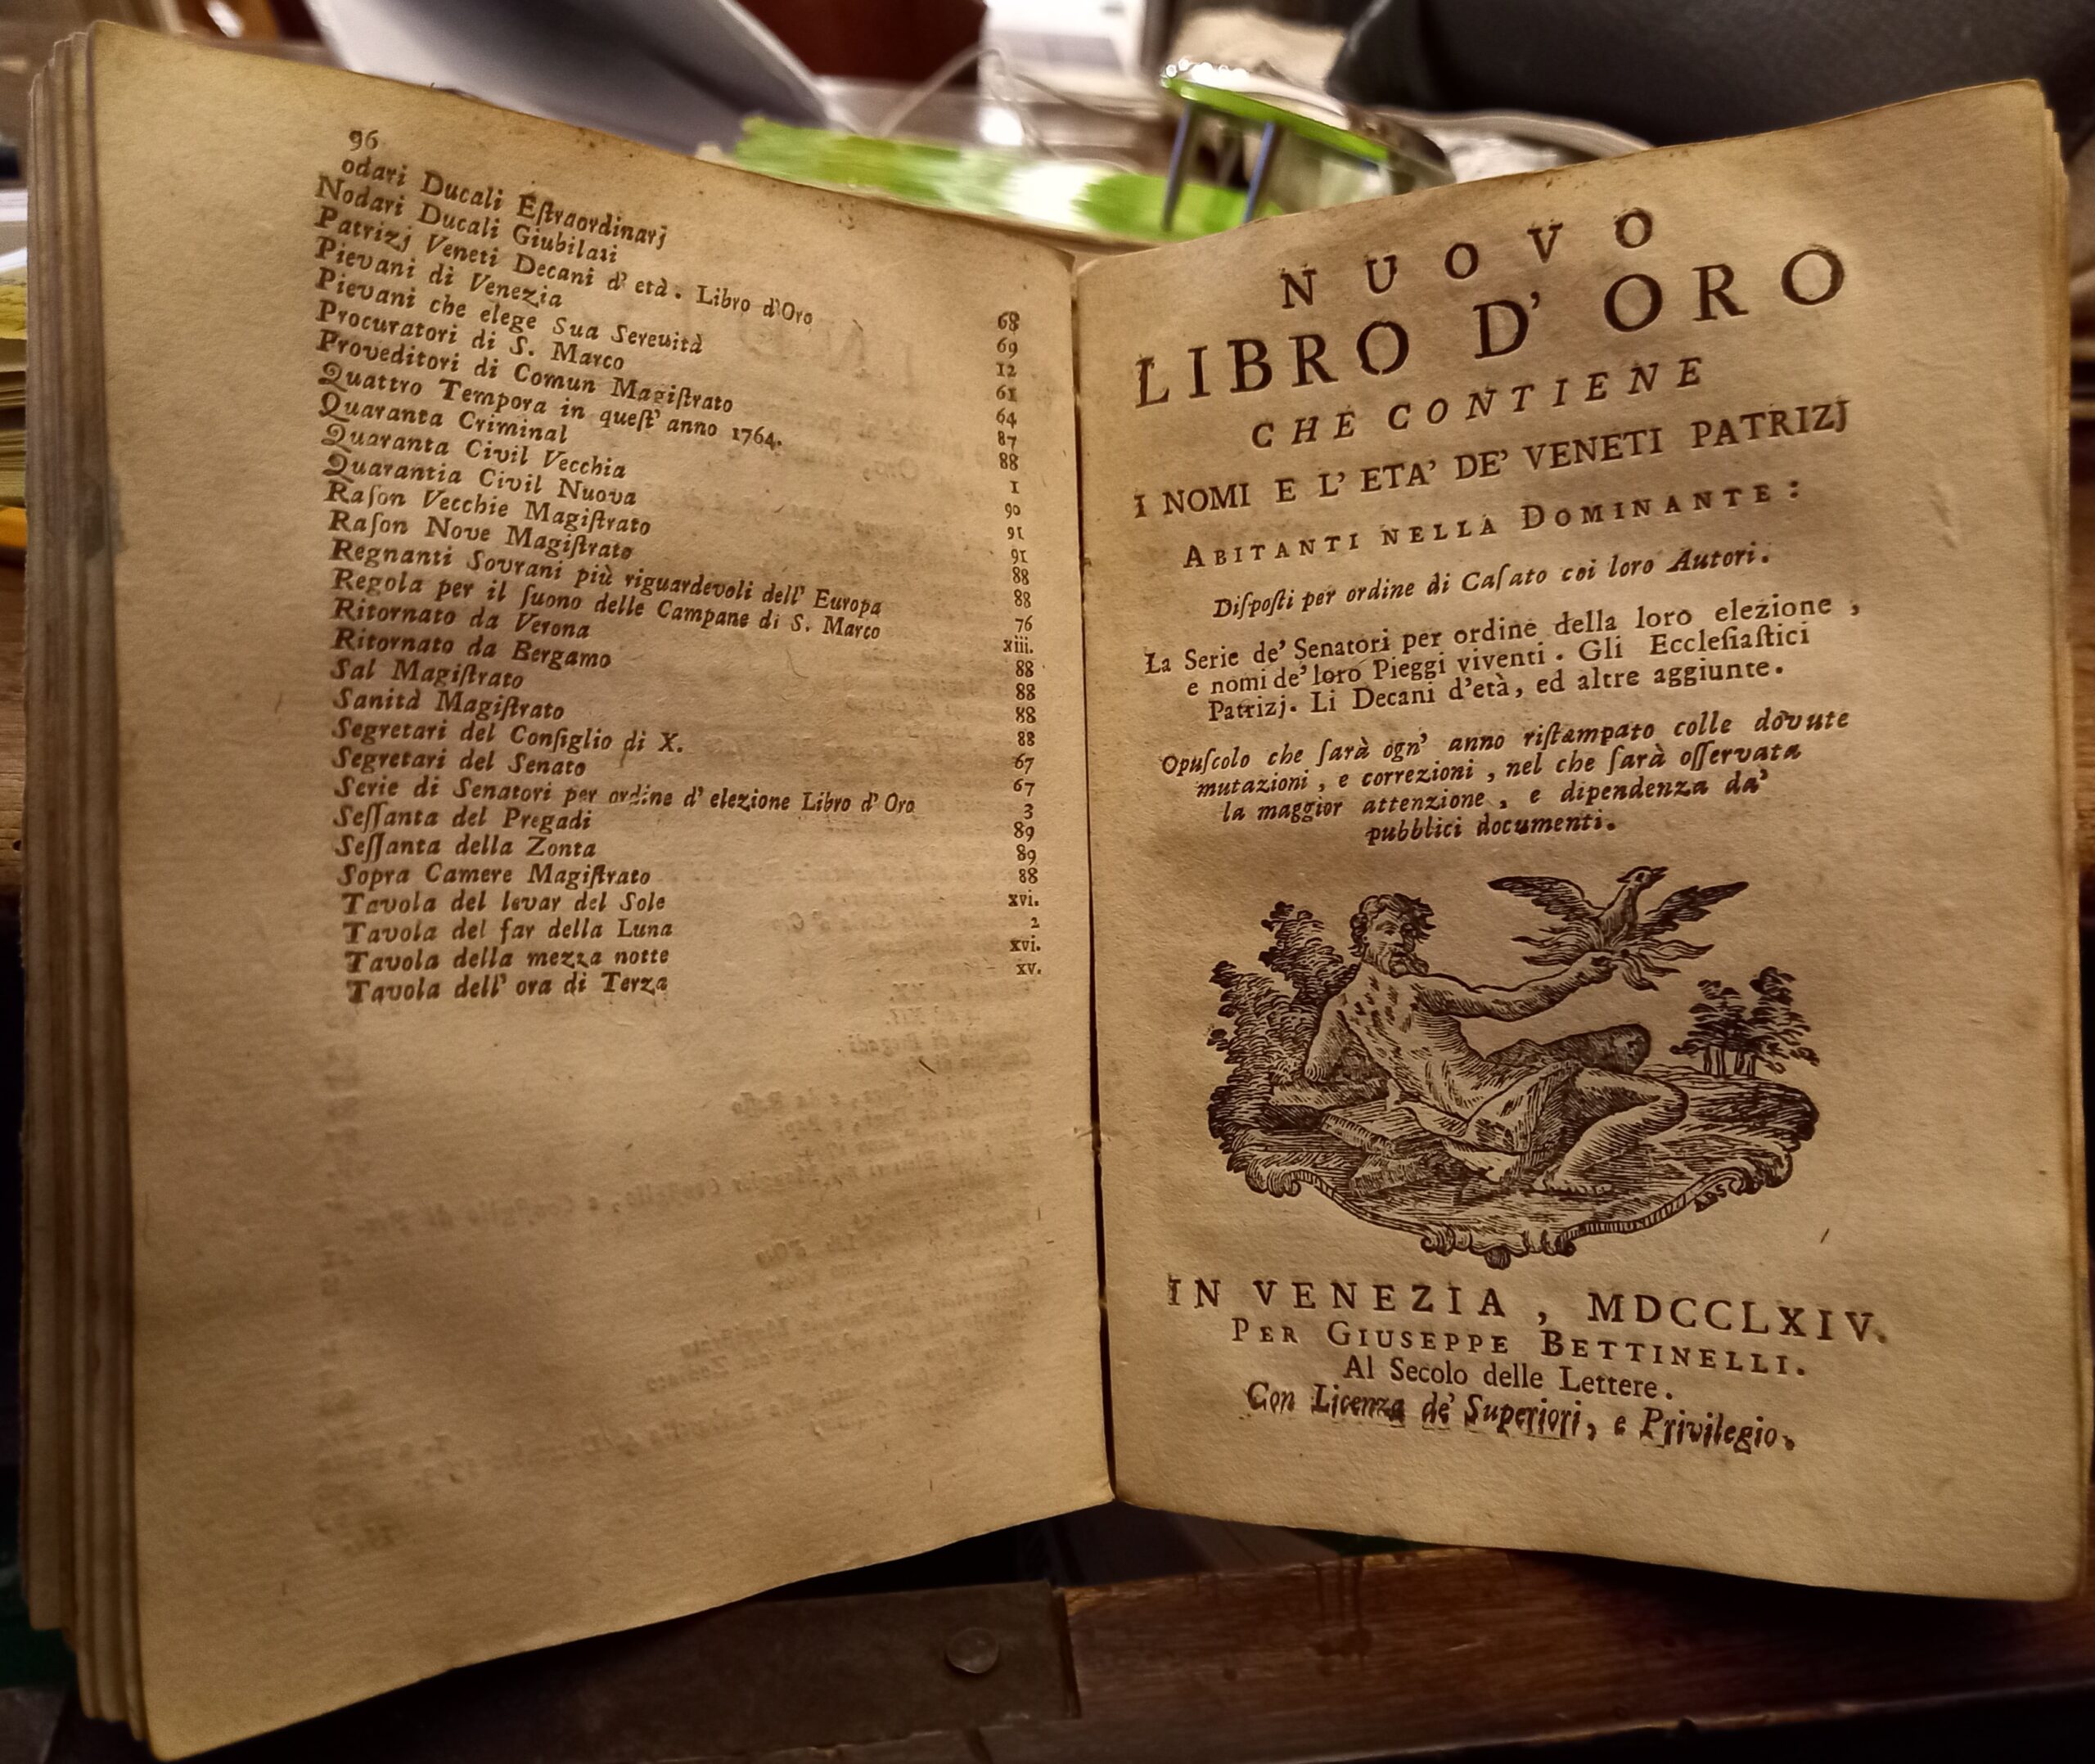 96
odari Ducali Eſtraordinarj 68
Nodari Ducali Giubilati 69
Patrizj Veneti Decani d' età. Libro d'Oro 12
Pievani di Venezia 61
Pievani che elege Sua Sereuità 64
Procuratori di S. Marco 87
Proveditori di Comun Magiſtrato 88
Quattro Tempora in queſt' anno 1764. 1
Quaranta Criminal 90
Quaranta Civil Vecchia 91
Quarantia Civil Nuova 91
Raſon Vecchie Magiſtrato 88
Raſon Nove Magiſtrato 88
Regnanti Sovrani più riguardevoli dell' Europa 76
Regola per il ſuono delle Campane di S. Marco xiii.
Ritornato da Verona 88
Ritornato da Bergamo 88
Sal Magiſtrato 88
Sanità Magiſtrato 88
Segretari del Conſiglio di X. 67
Segretari del Senato 67
Serie di Senatori per ordine d' elezione Libro d' Oro 3
Seſſanta del Pregadi 89
Seſſanta della Zonta 89
Sopra Camere Magiſtrato 88
Tavola del levar del Sole xvi.
Tavola del far della Luna 2
Tavola della mezza notte xvi.
Tavola dell' ora di Terza xv.
NUOVO
LIBRO D' ORO
CHE CONTIENE
I NOMI E L' ETA' DE' VENETI PATRIZJ
ABITANTI NELLA DOMINANTE:
Diſpoſti per ordine di Caſato coi loro Autori.
La Serie de' Senatori per ordine della loro elezione,
e nomi de' loro Pieggi viventi. Gli Eccleſiaſtici
Patrizj. Li Decani d'età, ed altre aggiunte.
Opuſcolo che ſarà ogn' anno riſtampato colle dovute
mutazioni, e correzioni, nel che ſarà oſſervata
la maggior attenzione, e dipendenza da'
pubblici documenti.
IN VENEZIA, MDCCLXIV.
PER GIUSEPPE BETTINELLI.
Al Secolo delle Lettere.
Con Licenza de' Superiori, e Privilegio.